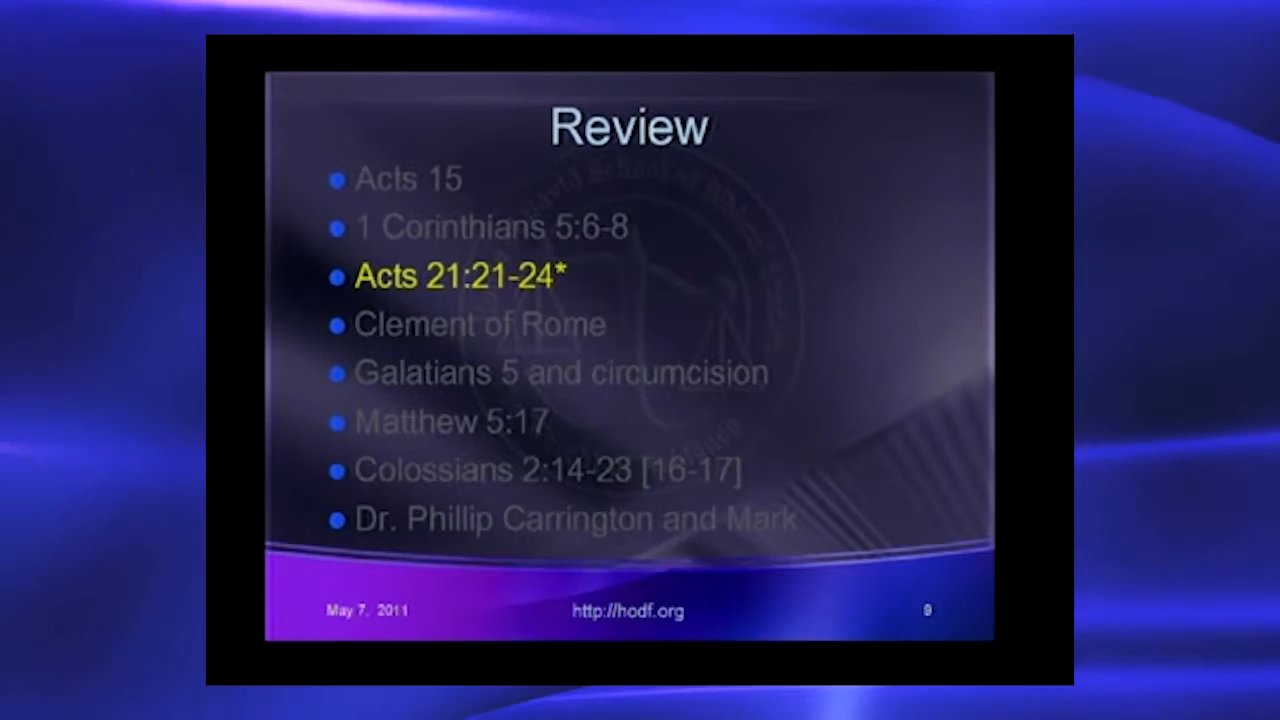 Review
Acts 15
1 Corinthians 5:6-8
Acts 21:21-24*
Clement of Rome
Galatians 5 and circumcision
Matthew 5:17
Colossians 2:14-23 [16-17]
Dr. Phillip Carrington and Mark
May 7, 2011 http://hodf.org 9